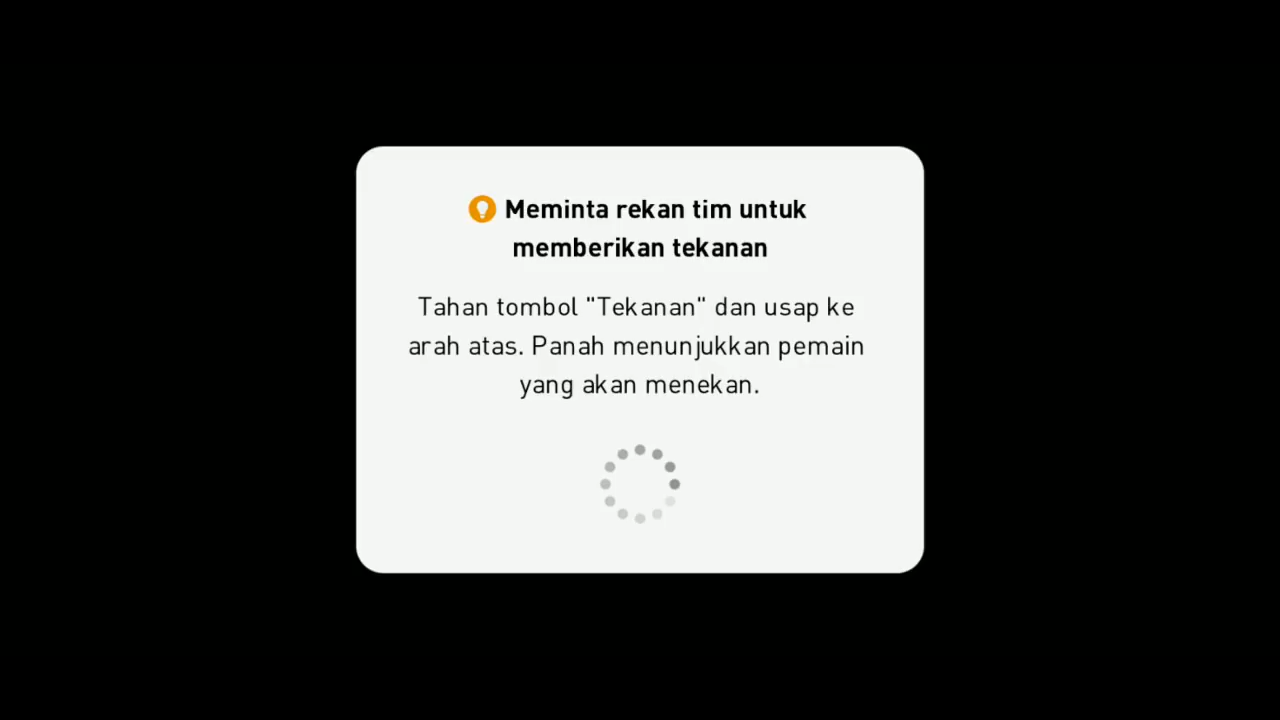 Meminta rekan tim untuk
memberikan tekanan
Tahan tombol "Tekanan" dan usap ke
arah atas. Panah menunjukkan pemain
yang akan menekan.